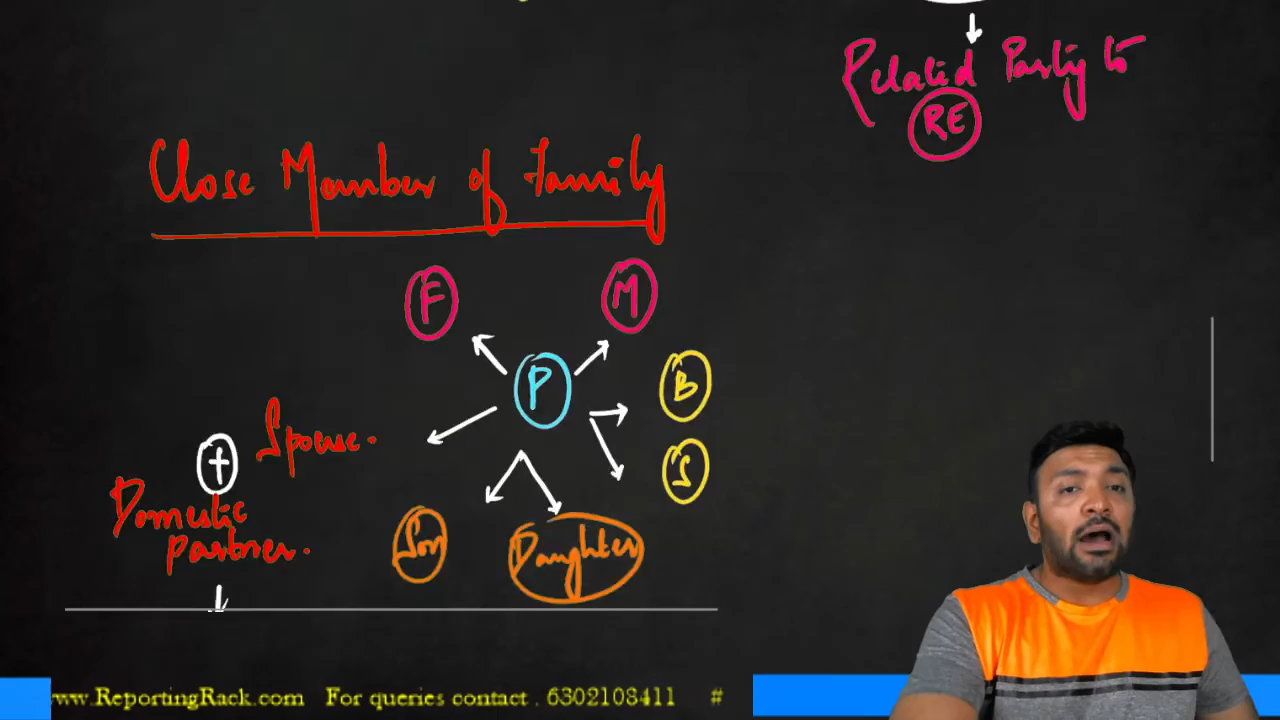 Related Party to
RE
Close Member of Family
F
M
P
B
Spouse.
+
S
Domestic
partner.
Son
Daughter
www.ReportingRack.com For queries contact . 6302108411 #